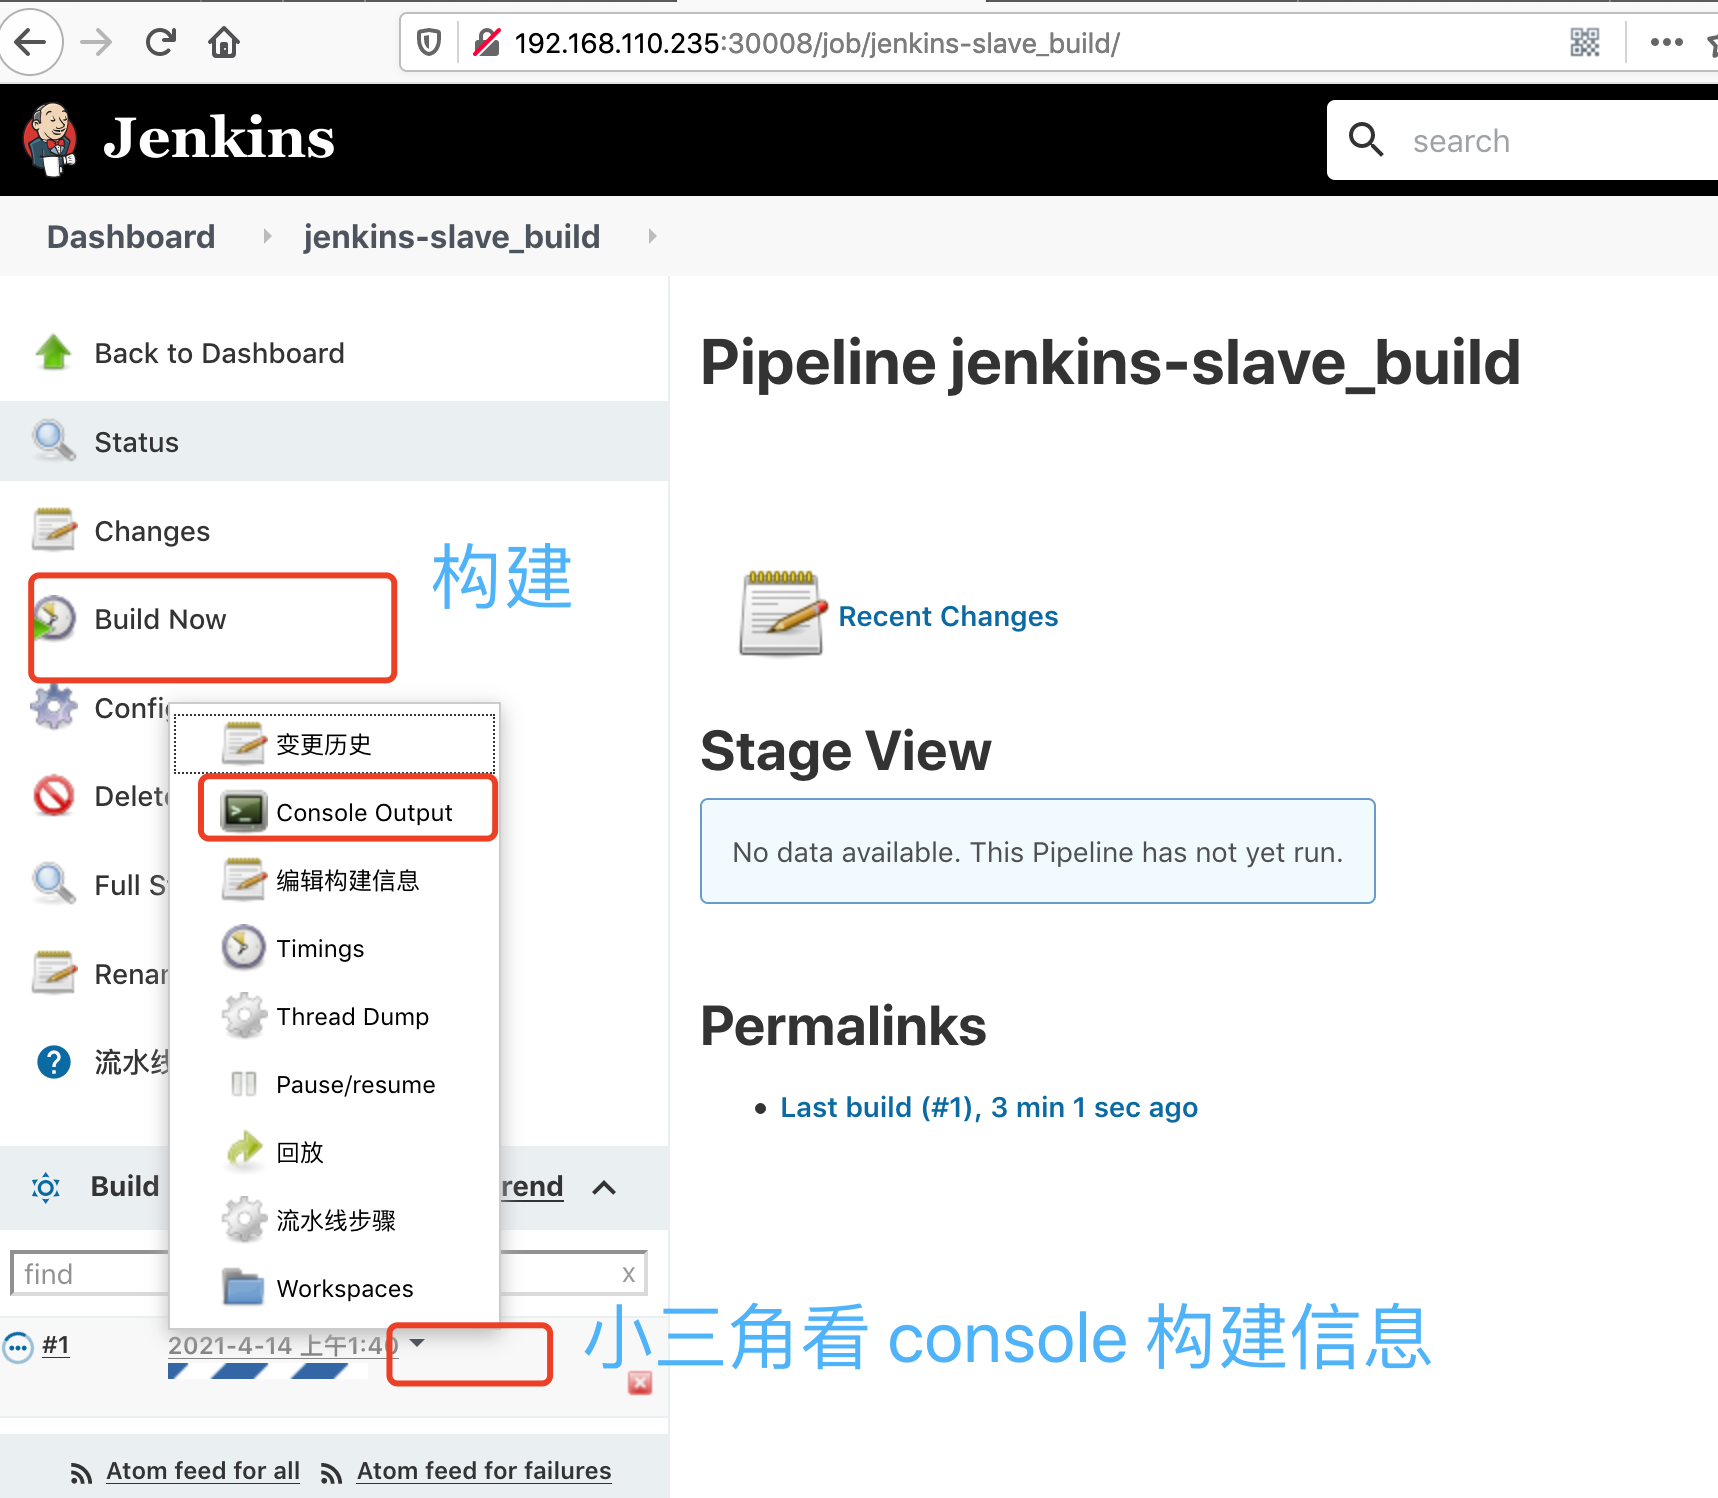 192.168.110.235:30008/job/jenkins-slave_build/
Jenkins
search
Dashboard
jenkins-slave_build
Back to Dashboard
Status
Changes
Build Now
构建
Config
Delete
Full S
Renam
流水线
变更历史
Console Output
编辑构建信息
Timings
Thread Dump
Pause/resume
回放
流水线步骤
Workspaces
Build
rend
find
x
#1
2021-4-14 上午1:40
小三角看 console 构建信息
Atom feed for all
Atom feed for failures
Pipeline jenkins-slave_build
Recent Changes
Stage View
No data available. This Pipeline has not yet run.
Permalinks
Last build (#1), 3 min 1 sec ago